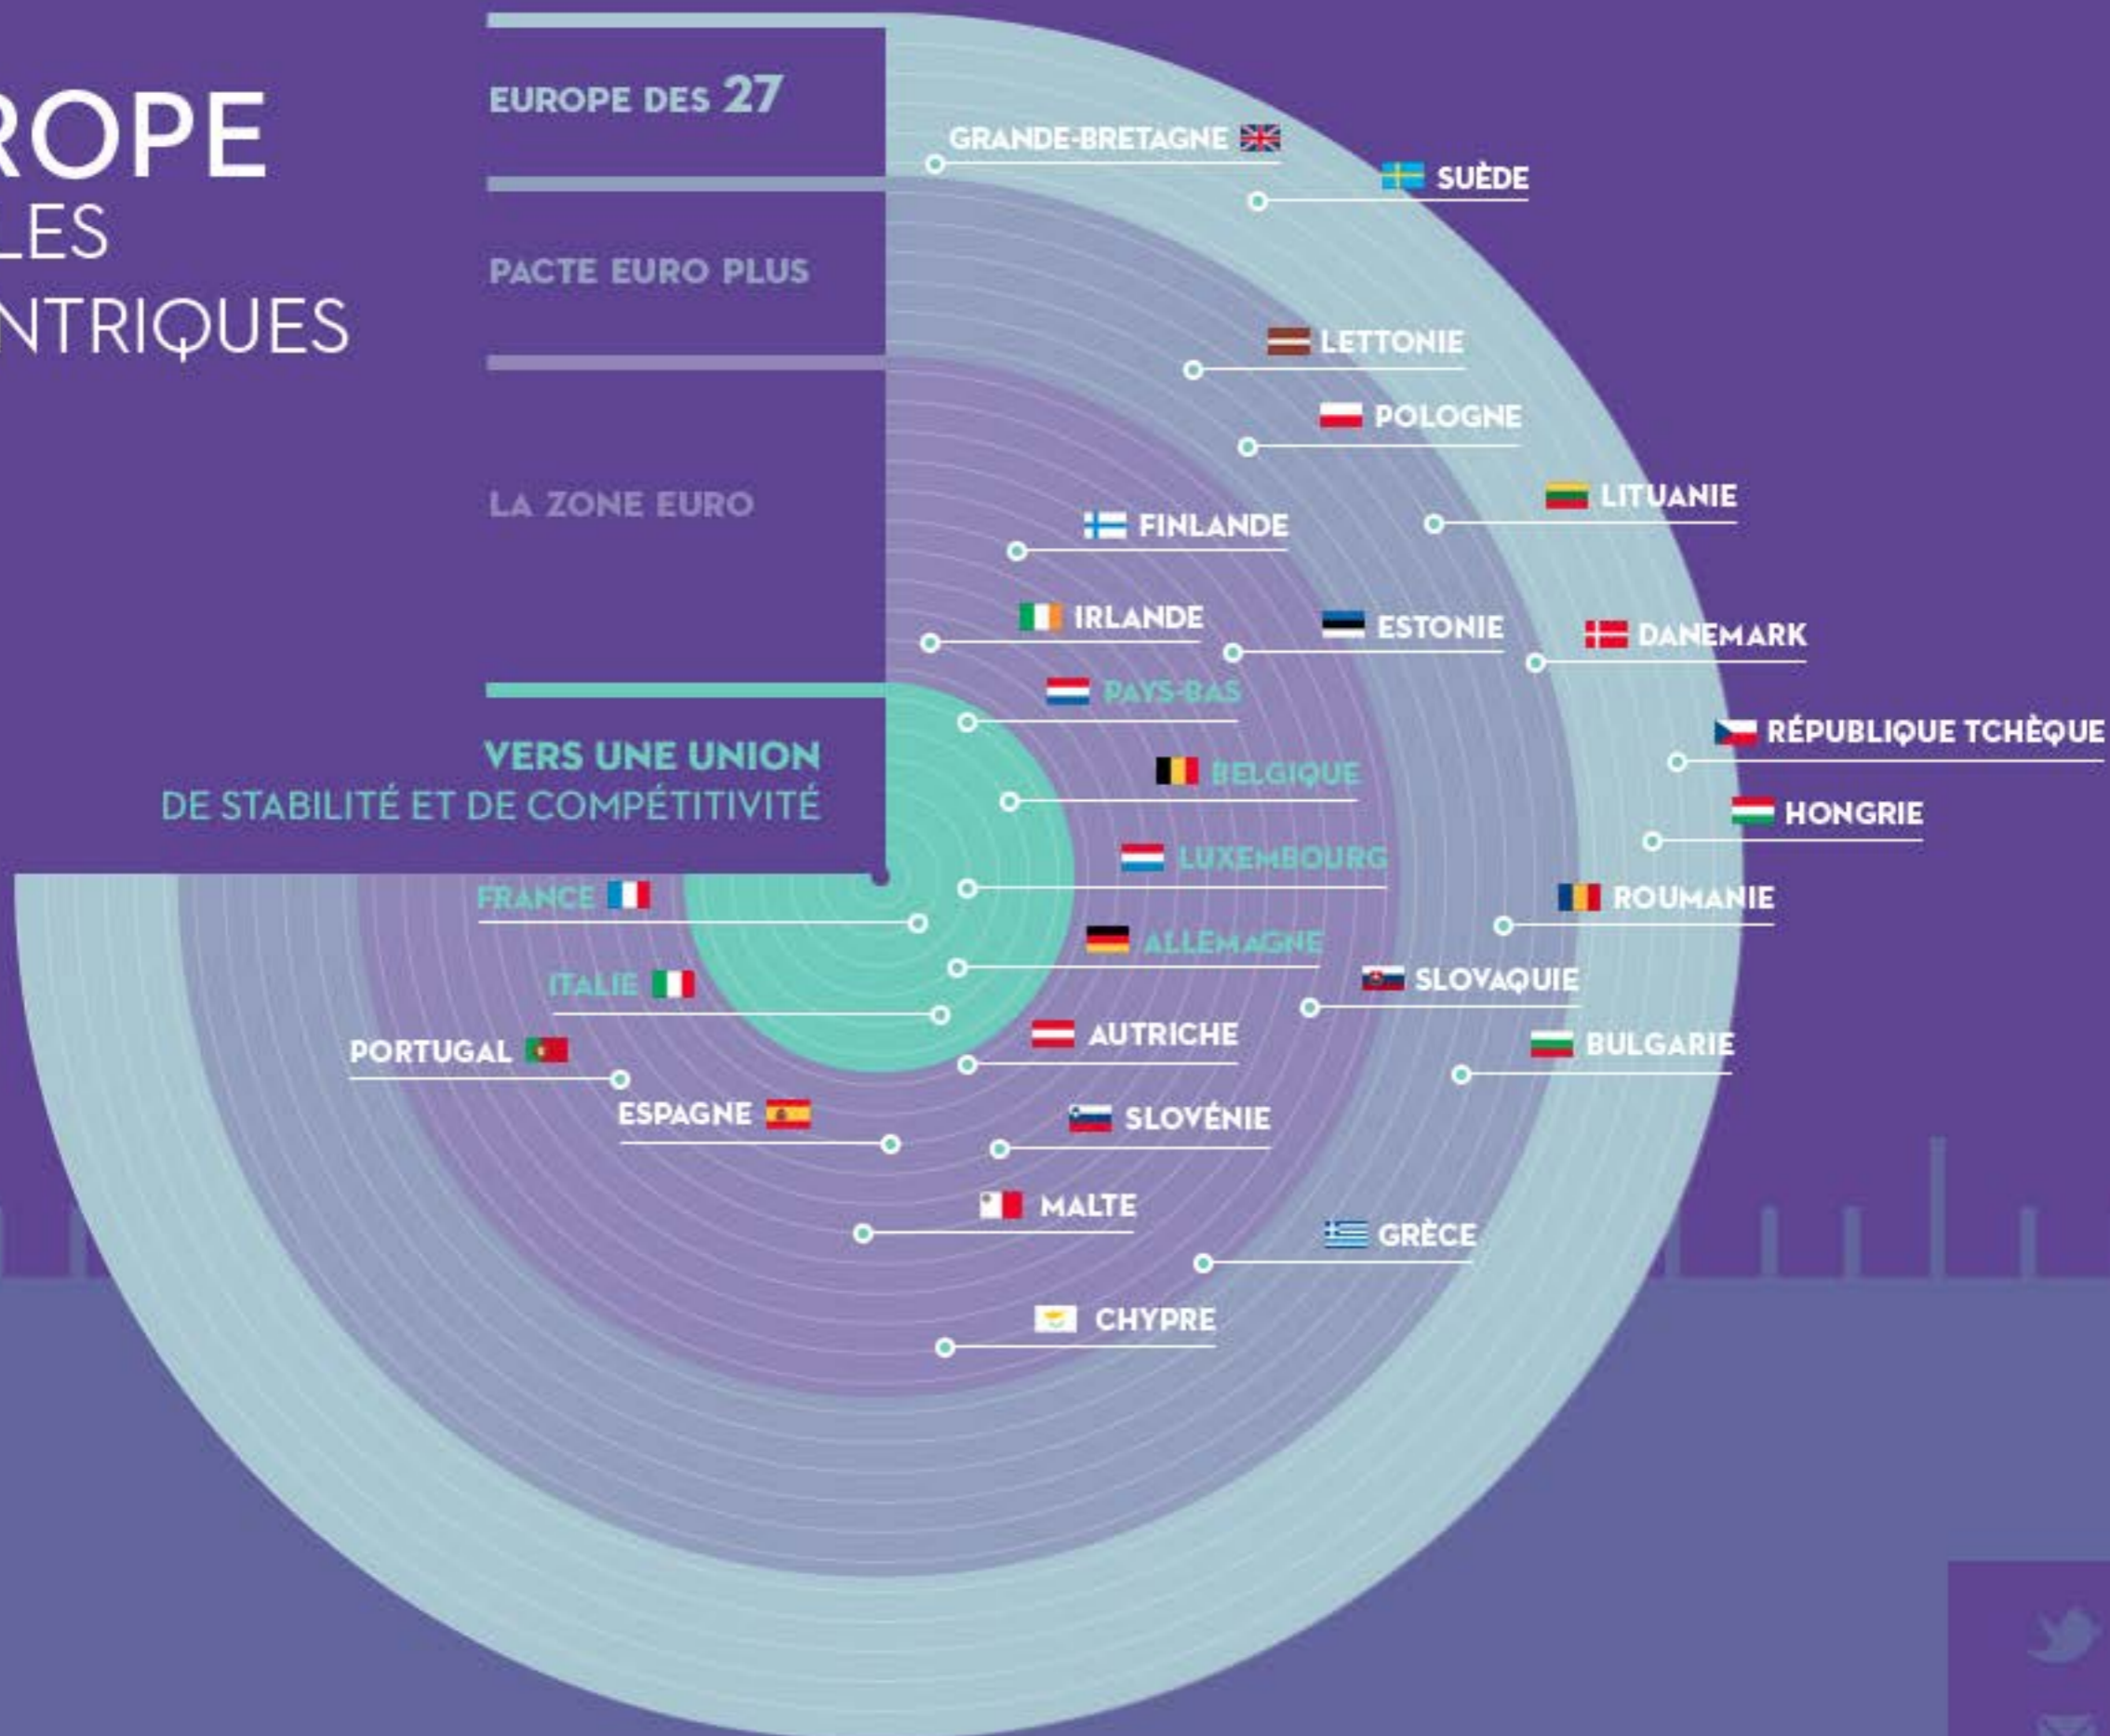 ROPE
LES
NTRIQUES
EUROPE DES 27
PACTE EURO PLUS
LA ZONE EURO
VERS UNE UNION
DE STABILITÉ ET DE COMPÉTITIVITÉ
GRANDE-BRETAGNE
SUÈDE
LETTONIE
POLOGNE
LITUANIE
FINLANDE
IRLANDE
ESTONIE
DANEMARK
PAYS-BAS
RÉPUBLIQUE TCHÈQUE
BELGIQUE
HONGRIE
LUXEMBOURG
FRANCE
ROUMANIE
ALLEMAGNE
ITALIE
SLOVAQUIE
AUTRICHE
PORTUGAL
BULGARIE
ESPAGNE
SLOVÉNIE
MALTE
GRÈCE
CHYPRE